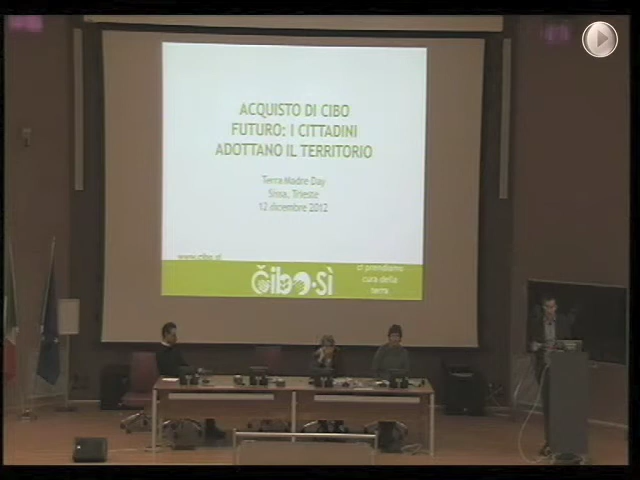 ACQUISTO DI CIBO
FUTURO: I CITTADINI
ADOTTANO IL TERRITORIO
Terra Madre Day
Sissa, Trieste
12 dicembre 2012
www.cibo.sl
čibo·sì
ci prendiamo
cura della
terra